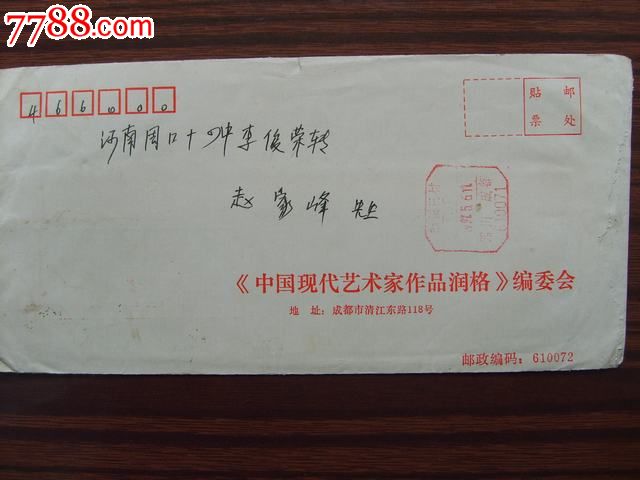 7788.com
466000
贴 邮
票 处
河南周口十四中李俊荣转
赵家峰
610071
《中国现代艺术家作品润格》编委会
地 址：成都市清江东路118号
邮政编码：610072